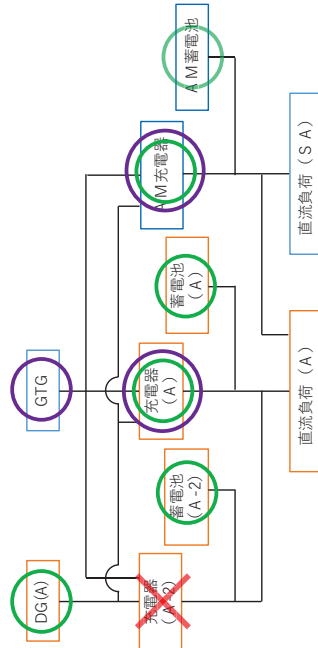 DG(A)
GTG
充電器
(A-2)
蓄電池
(A-2)
充電器
(A)
蓄電池
(A)
AM充電器
AM蓄電池
直流負荷(A)
直流負荷(SA)